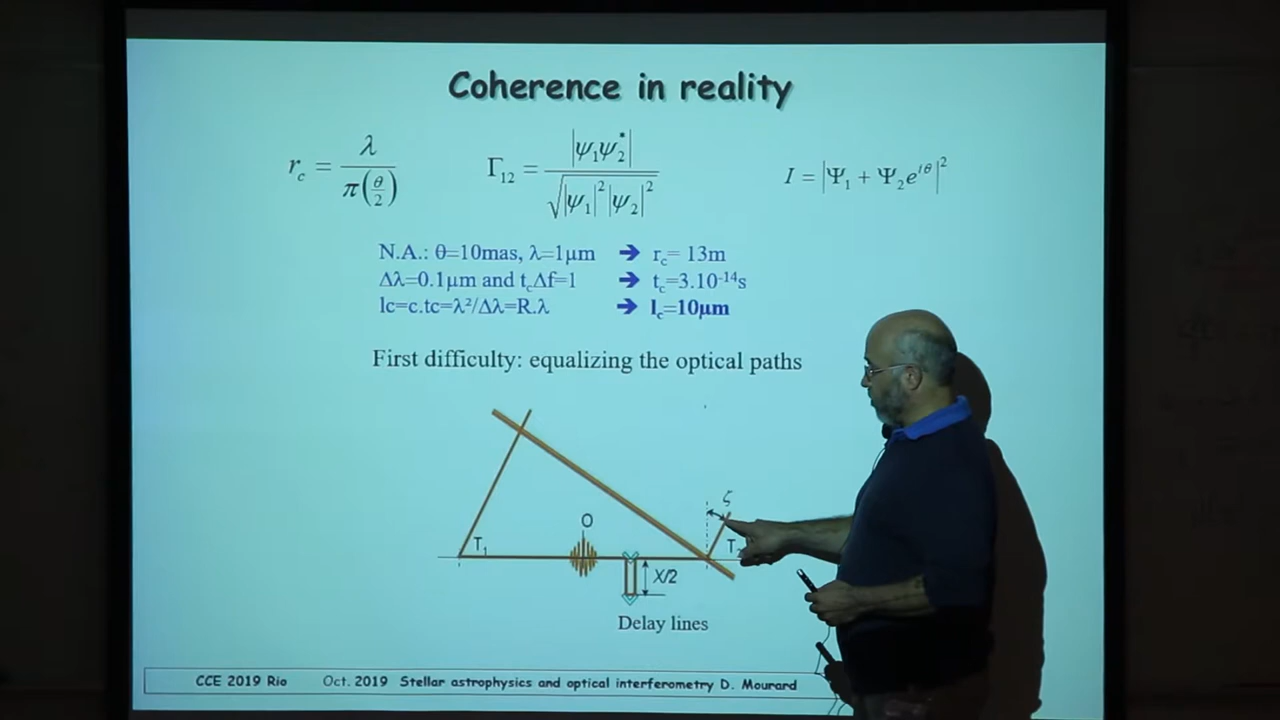 Coherence in reality
r_c = λ / π(θ/2)
Γ₁₂ = |ψ₁ψ₂*| / √(|ψ₁|²|ψ₂|²)
I = |Ψ₁ + Ψ₂e^{iθ}|²
N.A.: θ=10mas, λ=1μm ➔ r_c= 13m
Δλ=0.1μm and t_cΔf=1 ➔ t_c=3.10⁻¹⁴s
lc=c.tc=λ²/Δλ=R.λ ➔ l_c=10μm
First difficulty: equalizing the optical paths
ζ
O
T₁
T
X/2
Delay lines
CCE 2019 Rio Oct. 2019 Stellar astrophysics and optical interferometry D. Mourard